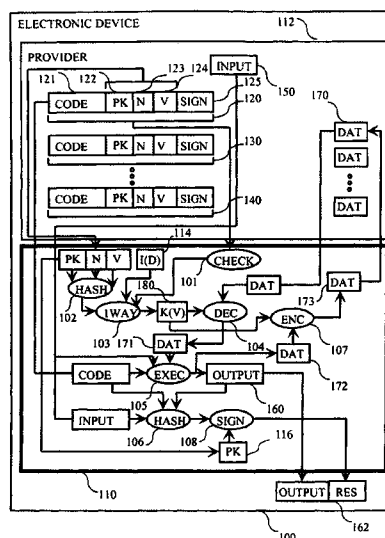 ELECTRONIC DEVICE
112
PROVIDER
121 122 123 124
INPUT
150
CODE PK N V SIGN
125
120
170
DAT
CODE PK N V SIGN
130
DAT
CODE PK N V SIGN
140
DAT
PK N V I(D) 114
CHECK
101
HASH
102
180
DAT
173
DAT
1WAY
103
K(V)
DEC
104
ENC
107
171
DAT
DAT
172
CODE
EXEC
105
OUTPUT
160
INPUT
HASH
106
SIGN
108
PK
116
110
OUTPUT RES
162
100